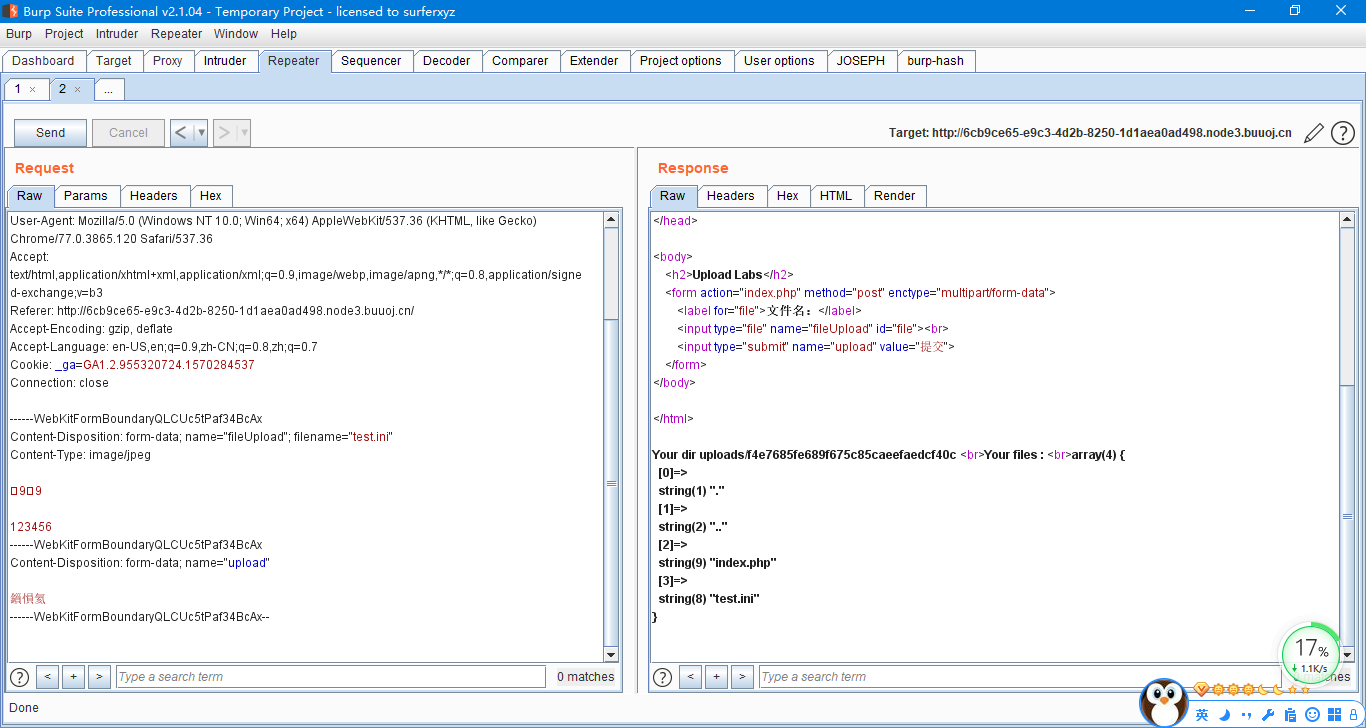 Burp Suite Professional v2.1.04 - Temporary Project - licensed to surferxyz
Burp Project Intruder Repeater Window Help
Dashboard Target Proxy Intruder Repeater Sequencer Decoder Comparer Extender Project options User options JOSEPH burp-hash
1 × 2 × ...
Send Cancel < ▾ > ▾ Target: http://6cb9ce65-e9c3-4d2b-8250-1d1aea0ad498.node3.buuoj.cn ?
Request
Raw Params Headers Hex
User-Agent: Mozilla/5.0 (Windows NT 10.0; Win64; x64) AppleWebKit/537.36 (KHTML, like Gecko)
Chrome/77.0.3865.120 Safari/537.36
Accept:
text/html,application/xhtml+xml,application/xml;q=0.9,image/webp,image/apng,*/*;q=0.8,application/signe
d-exchange;v=b3
Referer: http://6cb9ce65-e9c3-4d2b-8250-1d1aea0ad498.node3.buuoj.cn/
Accept-Encoding: gzip, deflate
Accept-Language: en-US,en;q=0.9,zh-CN;q=0.8,zh;q=0.7
Cookie: _ga=GA1.2.955320724.1570284537
Connection: close
------WebKitFormBoundaryQLCUc5tPaf34BcAx
Content-Disposition: form-data; name="fileUpload"; filename="test.ini"
Content-Type: image/jpeg
□9□9
123456
------WebKitFormBoundaryQLCUc5tPaf34BcAx
Content-Disposition: form-data; name="upload"
------WebKitFormBoundaryQLCUc5tPaf34BcAx--
? < + > Type a search term 0 matches
Response
Raw Headers Hex HTML Render
</head>
<body>
<h2>Upload Labs</h2>
<form action="index.php" method="post" enctype="multipart/form-data">
<label for="file">文件名：</label>
<input type="file" name="fileUpload" id="file"><br>
<input type="submit" name="upload" value="提交">
</form>
</body>
</html>
Your dir uploads/f4e7685fe689f675c85caeefaedcf40c <br>Your files : <br>array(4) {
[0]=>
string(1) "."
[1]=>
string(2) ".."
[2]=>
string(9) "index.php"
[3]=>
string(8) "test.ini"
}
? < + > Type a search term matches
17%
1.1K/s
英
Done